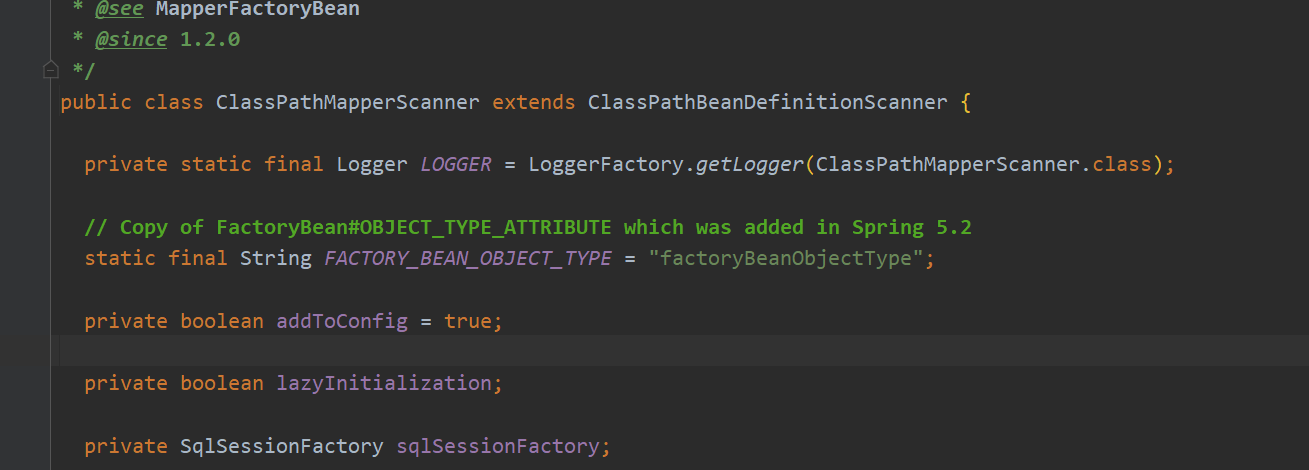 * @see MapperFactoryBean
* @since 1.2.0
*/
public class ClassPathMapperScanner extends ClassPathBeanDefinitionScanner {
private static final Logger LOGGER = LoggerFactory.getLogger(ClassPathMapperScanner.class);
// Copy of FactoryBean#OBJECT_TYPE_ATTRIBUTE which was added in Spring 5.2
static final String FACTORY_BEAN_OBJECT_TYPE = "factoryBeanObjectType";
private boolean addToConfig = true;
private boolean lazyInitialization;
private SqlSessionFactory sqlSessionFactory;